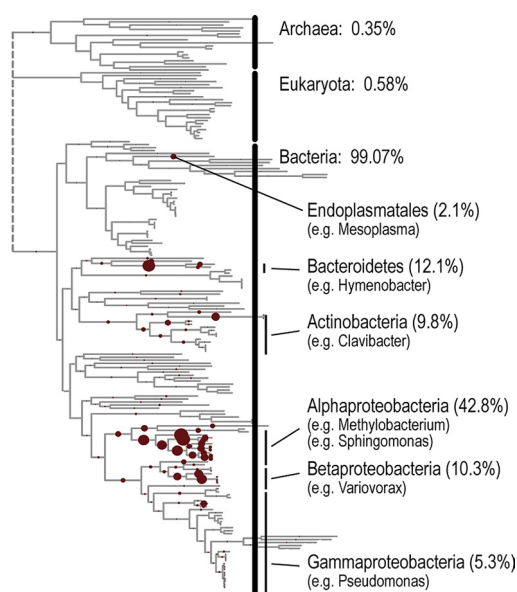 Archaea: 0.35%
Eukaryota: 0.58%
Bacteria: 99.07%
Endoplasmatales (2.1%)
(e.g. Mesoplasma)
Bacteroidetes (12.1%)
(e.g. Hymenobacter)
Actinobacteria (9.8%)
(e.g. Clavibacter)
Alphaproteobacteria (42.8%)
(e.g. Methylobacterium)
(e.g. Sphingomonas)
Betaproteobacteria (10.3%)
(e.g. Variovorax)
Gammaproteobacteria (5.3%)
(e.g. Pseudomonas)